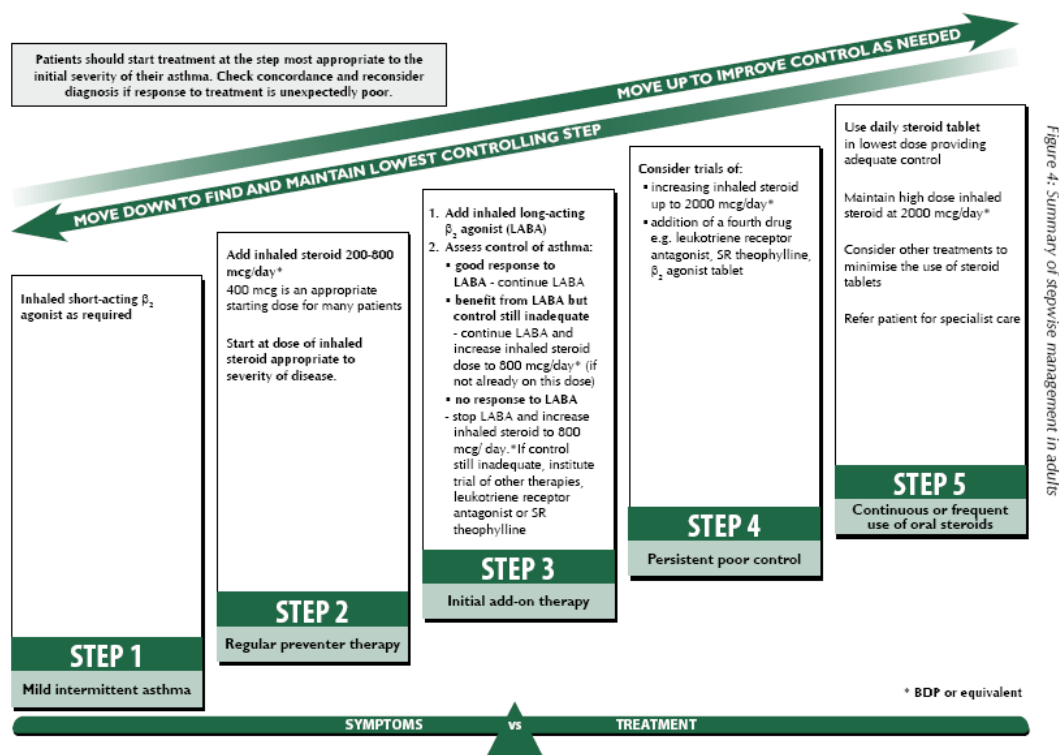 Patients should start treatment at the step most appropriate to the
initial severity of their asthma. Check concordance and reconsider
diagnosis if response to treatment is unexpectedly poor.
MOVE UP TO IMPROVE CONTROL AS NEEDED
MOVE DOWN TO FIND AND MAINTAIN LOWEST CONTROLLING STEP
Inhaled short-acting β₂
agonist as required
STEP 1
Mild intermittent asthma
Add inhaled steroid 200-800
mcg/day*
400 mcg is an appropriate
starting dose for many patients
Start at dose of inhaled
steroid appropriate to
severity of disease.
STEP 2
Regular preventer therapy
1. Add inhaled long-acting
β₂ agonist (LABA)
2. Assess control of asthma:
▪ good response to
LABA - continue LABA
▪ benefit from LABA but
control still inadequate
- continue LABA and
increase inhaled steroid
dose to 800 mcg/day* (if
not already on this dose)
▪ no response to LABA
- stop LABA and increase
inhaled steroid to 800
mcg/ day.*If control
still inadequate, institute
trial of other therapies,
leukotriene receptor
antagonist or SR
theophylline
STEP 3
Initial add-on therapy
Consider trials of:
▪ increasing inhaled steroid
up to 2000 mcg/day*
▪ addition of a fourth drug
e.g. leukotriene receptor
antagonist, SR theophylline,
β₂ agonist tablet
STEP 4
Persistent poor control
Use daily steroid tablet
in lowest dose providing
adequate control
Maintain high dose inhaled
steroid at 2000 mcg/day*
Consider other treatments to
minimise the use of steroid
tablets
Refer patient for specialist care
STEP 5
Continuous or frequent
use of oral steroids
Figure 4: Summary of stepwise management in adults
* BDP or equivalent
SYMPTOMS vs TREATMENT